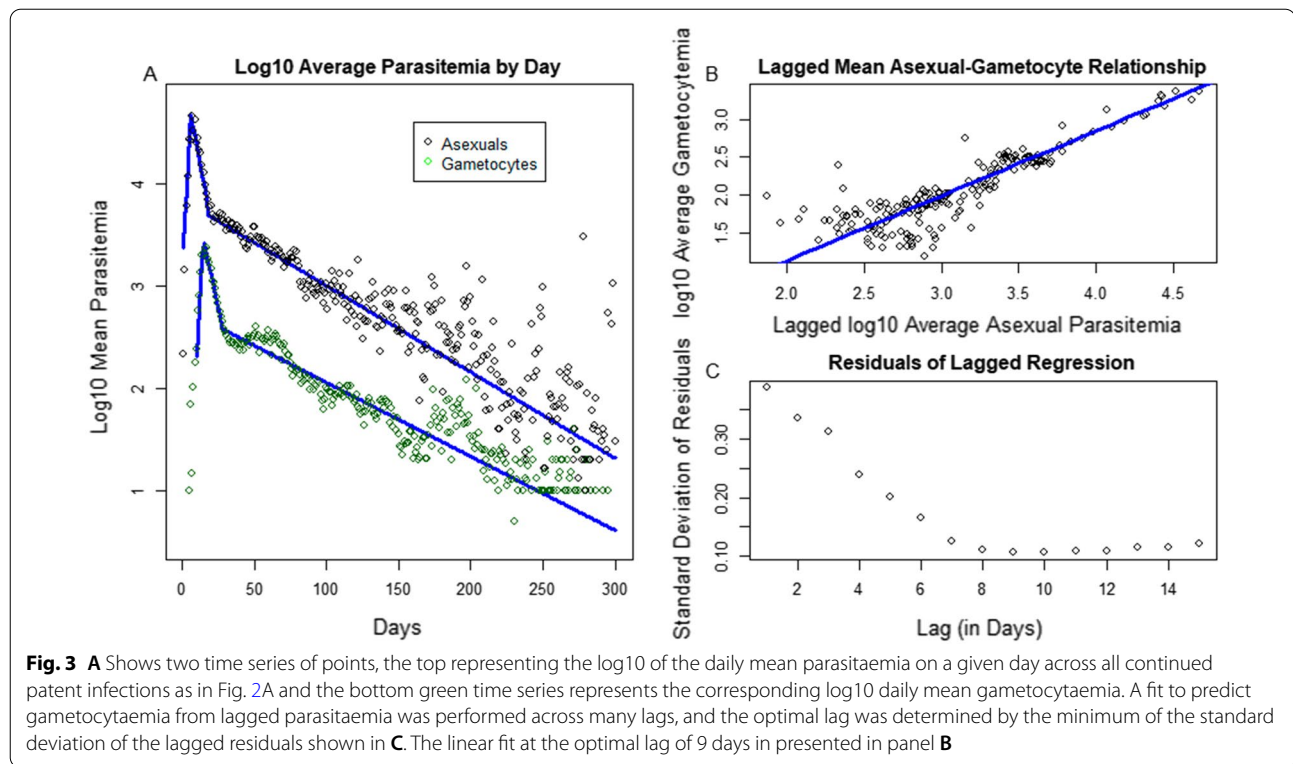 A
Log10 Average Parasitemia by Day
Asexuals
Gametocytes
Log10 Mean Parasitemia
4
3
2
1
0 50 100 150 200 250 300
Days
B
Lagged Mean Asexual-Gametocyte Relationship
log10 Average Gametocytemia
3.0
2.5
2.0
1.5
2.0 2.5 3.0 3.5 4.0 4.5
Lagged log10 Average Asexual Parasitemia
C
Residuals of Lagged Regression
Standard Deviation of Residuals
0.30
0.20
0.10
2 4 6 8 10 12 14
Lag (in Days)
Fig. 3 A Shows two time series of points, the top representing the log10 of the daily mean parasitaemia on a given day across all continued
patent infections as in Fig. 2A and the bottom green time series represents the corresponding log10 daily mean gametocytaemia. A fit to predict
gametocytaemia from lagged parasitaemia was performed across many lags, and the optimal lag was determined by the minimum of the standard
deviation of the lagged residuals shown in C. The linear fit at the optimal lag of 9 days in presented in panel B